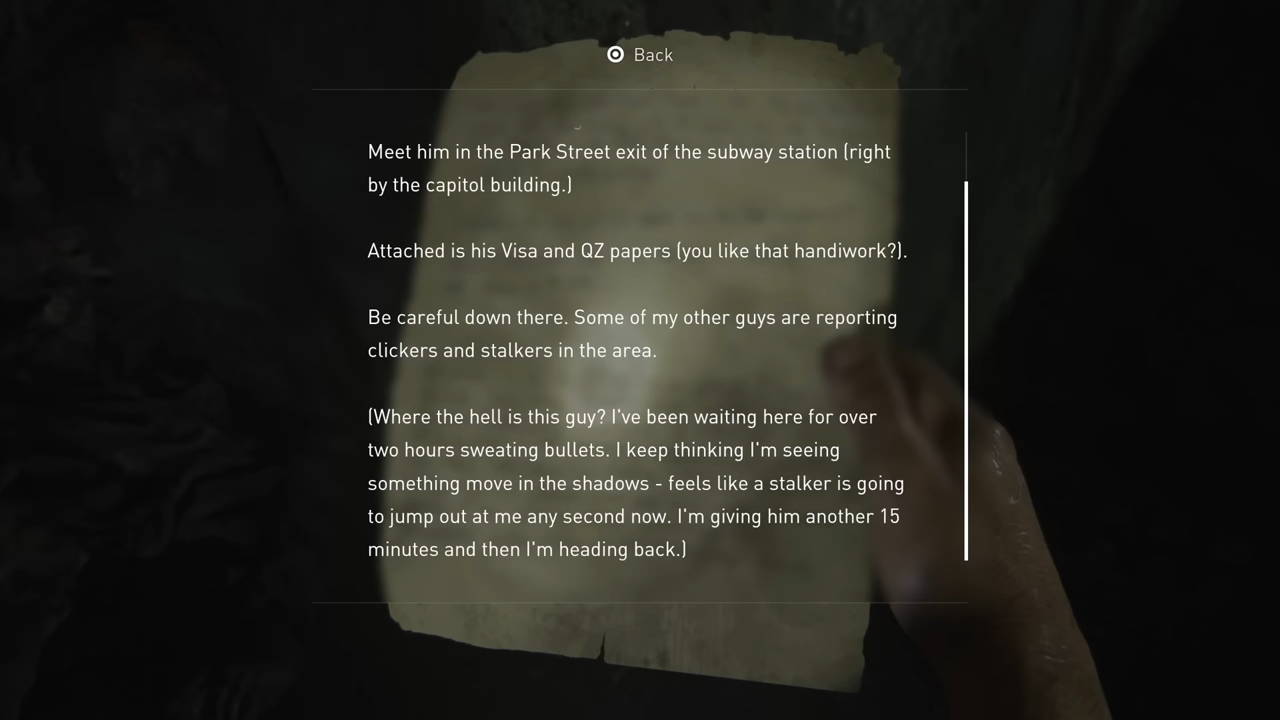 Back
Meet him in the Park Street exit of the subway station (right
by the capitol building.)
Attached is his Visa and QZ papers (you like that handiwork?).
Be careful down there. Some of my other guys are reporting
clickers and stalkers in the area.
(Where the hell is this guy? I've been waiting here for over
two hours sweating bullets. I keep thinking I'm seeing
something move in the shadows - feels like a stalker is going
to jump out at me any second now. I'm giving him another 15
minutes and then I'm heading back.)